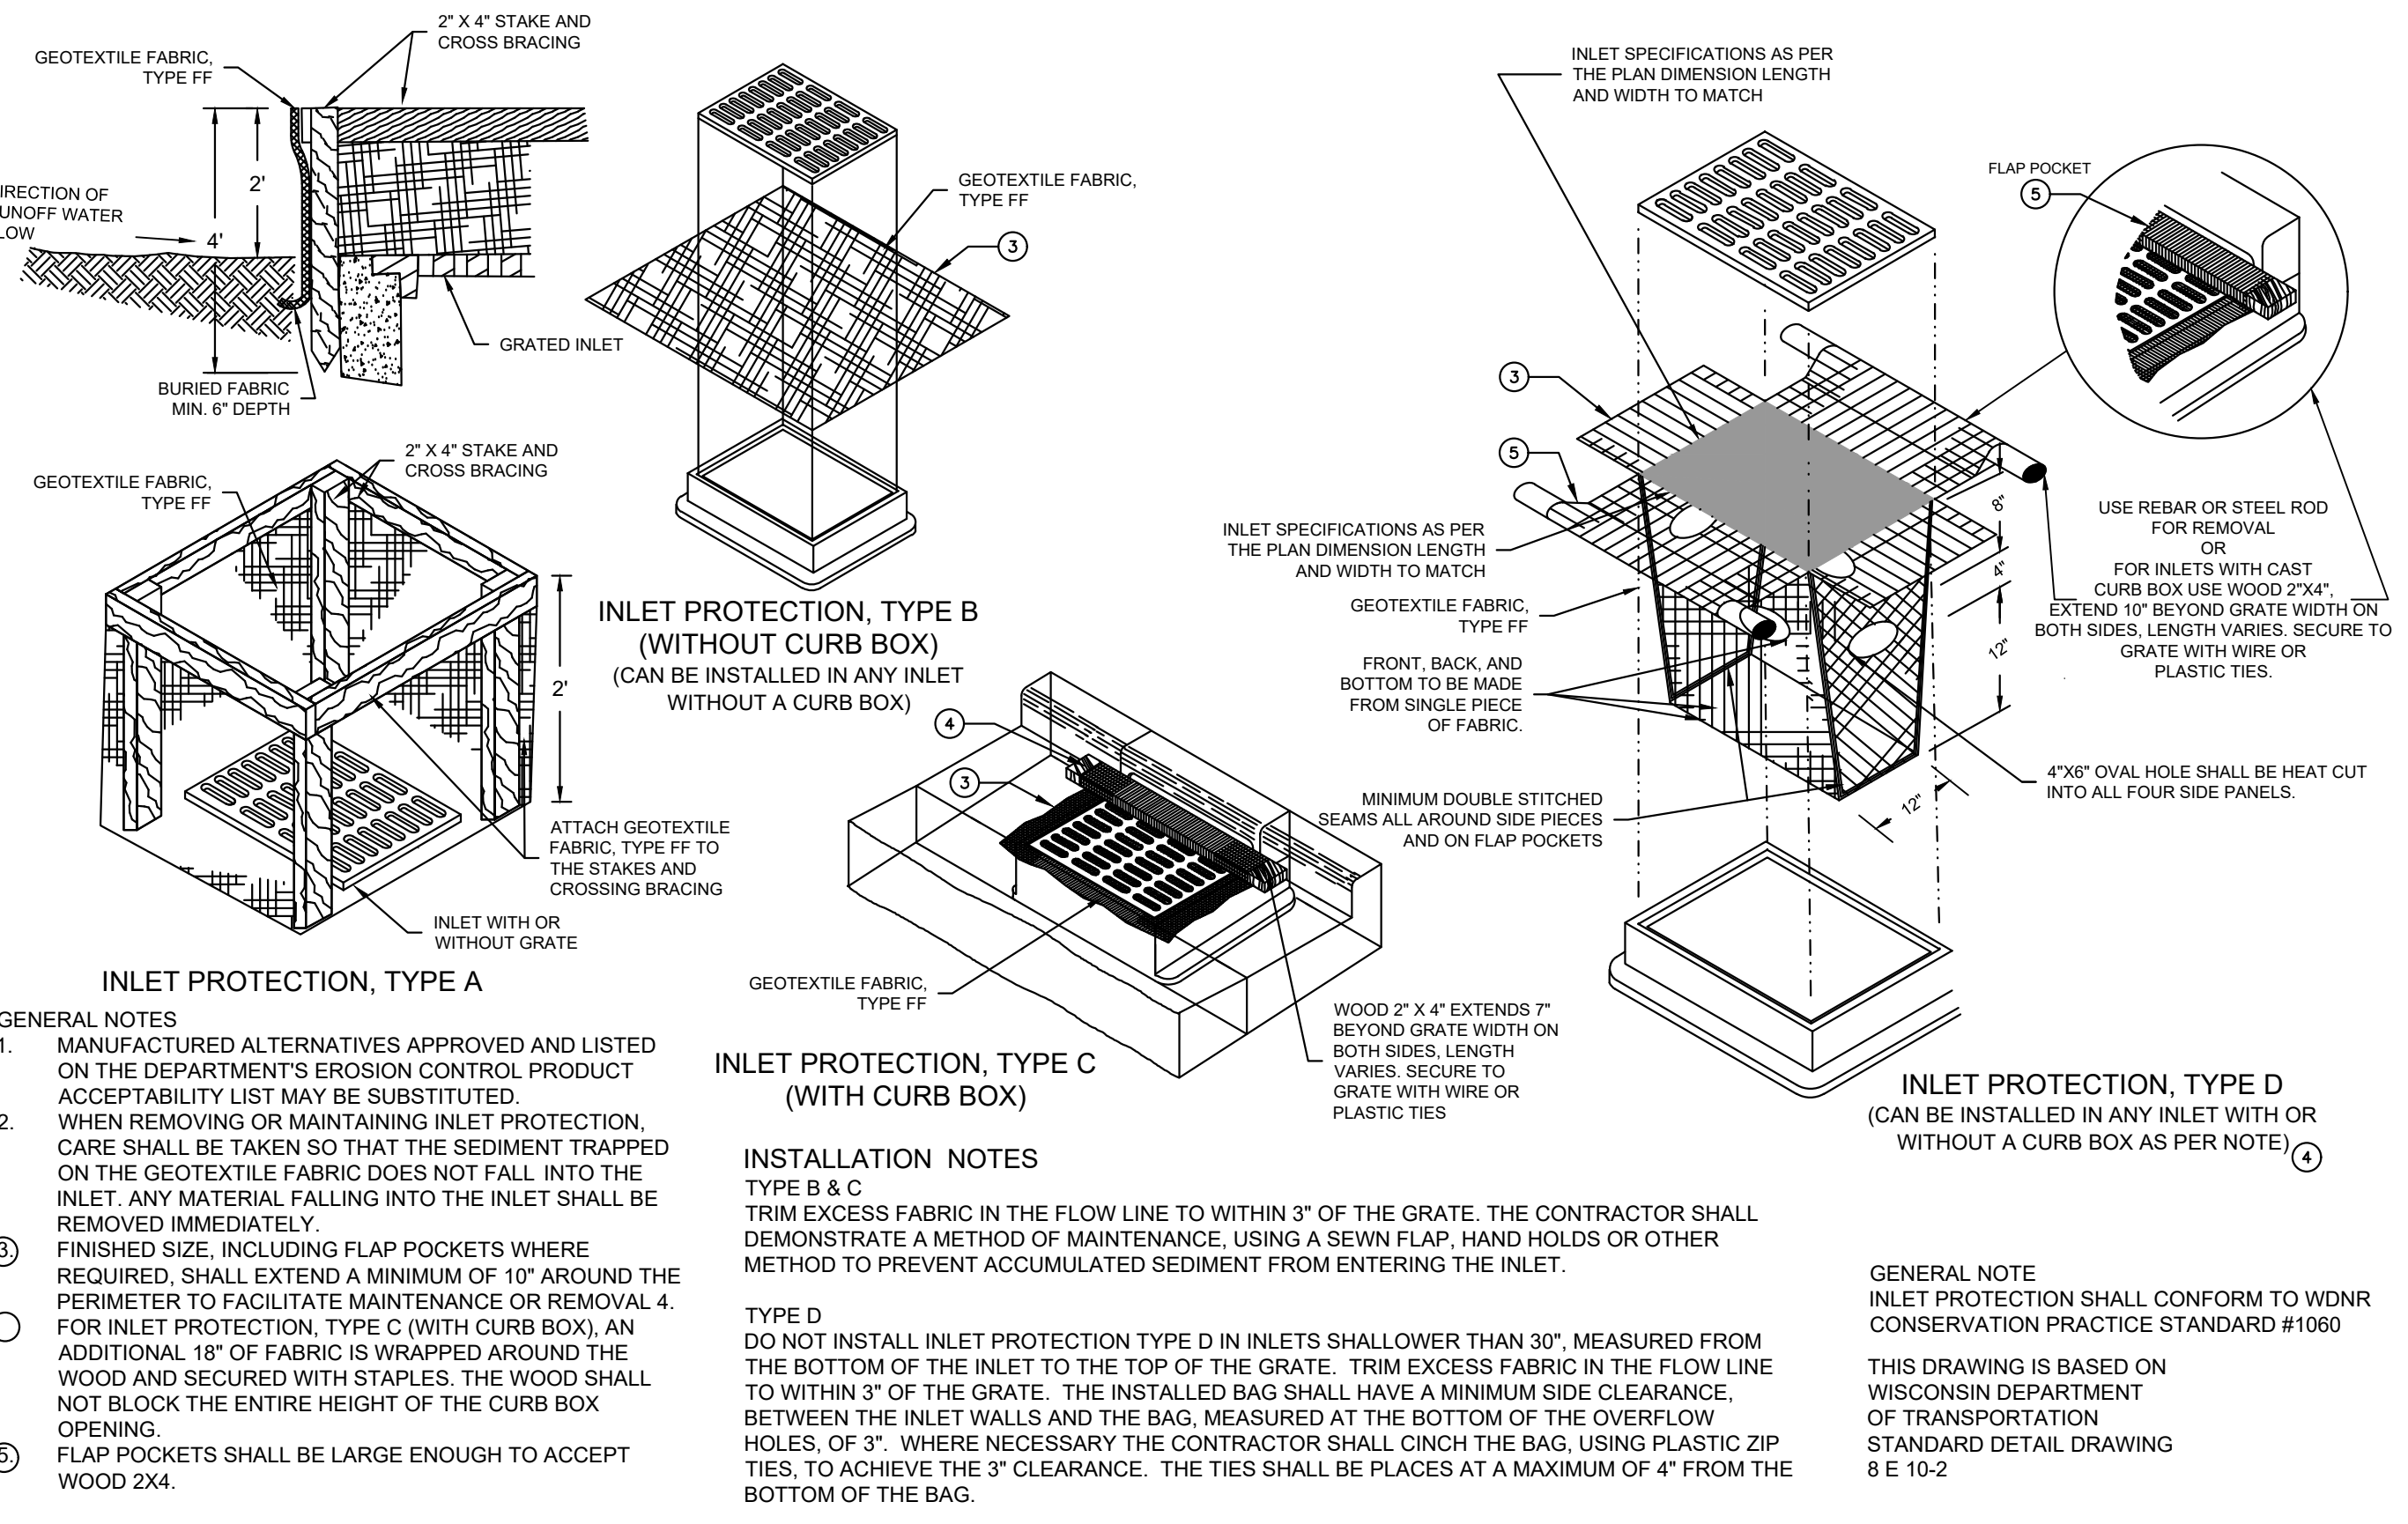 2" X 4" STAKE AND
CROSS BRACING
GEOTEXTILE FABRIC,
TYPE FF
2'
4'
IRECTION OF
UNOFF WATER
LOW
GRATED INLET
BURIED FABRIC
MIN. 6" DEPTH
2" X 4" STAKE AND
CROSS BRACING
GEOTEXTILE FABRIC,
TYPE FF
2'
ATTACH GEOTEXTILE
FABRIC, TYPE FF TO
THE STAKES AND
CROSSING BRACING
INLET WITH OR
WITHOUT GRATE
INLET PROTECTION, TYPE A
GEOTEXTILE FABRIC,
TYPE FF
3
INLET PROTECTION, TYPE B
(WITHOUT CURB BOX)
(CAN BE INSTALLED IN ANY INLET
WITHOUT A CURB BOX)
4
3
GEOTEXTILE FABRIC,
TYPE FF
WOOD 2" X 4" EXTENDS 7"
BEYOND GRATE WIDTH ON
BOTH SIDES, LENGTH
VARIES. SECURE TO
GRATE WITH WIRE OR
PLASTIC TIES
INLET PROTECTION, TYPE C
(WITH CURB BOX)
INLET SPECIFICATIONS AS PER
THE PLAN DIMENSION LENGTH
AND WIDTH TO MATCH
FLAP POCKET
5
3
5
INLET SPECIFICATIONS AS PER
THE PLAN DIMENSION LENGTH
AND WIDTH TO MATCH
GEOTEXTILE FABRIC,
TYPE FF
FRONT, BACK, AND
BOTTOM TO BE MADE
FROM SINGLE PIECE
OF FABRIC.
MINIMUM DOUBLE STITCHED
SEAMS ALL AROUND SIDE PIECES
AND ON FLAP POCKETS
8"
4"
12"
12"
USE REBAR OR STEEL ROD
FOR REMOVAL
OR
FOR INLETS WITH CAST
CURB BOX USE WOOD 2"X4",
EXTEND 10" BEYOND GRATE WIDTH ON
BOTH SIDES, LENGTH VARIES. SECURE TO
GRATE WITH WIRE OR
PLASTIC TIES.
4"X6" OVAL HOLE SHALL BE HEAT CUT
INTO ALL FOUR SIDE PANELS.
INLET PROTECTION, TYPE D
(CAN BE INSTALLED IN ANY INLET WITH OR
WITHOUT A CURB BOX AS PER NOTE) 4
GENERAL NOTES
1. MANUFACTURED ALTERNATIVES APPROVED AND LISTED
ON THE DEPARTMENT'S EROSION CONTROL PRODUCT
ACCEPTABILITY LIST MAY BE SUBSTITUTED.
2. WHEN REMOVING OR MAINTAINING INLET PROTECTION,
CARE SHALL BE TAKEN SO THAT THE SEDIMENT TRAPPED
ON THE GEOTEXTILE FABRIC DOES NOT FALL INTO THE
INLET. ANY MATERIAL FALLING INTO THE INLET SHALL BE
REMOVED IMMEDIATELY.
3. FINISHED SIZE, INCLUDING FLAP POCKETS WHERE
REQUIRED, SHALL EXTEND A MINIMUM OF 10" AROUND THE
PERIMETER TO FACILITATE MAINTENANCE OR REMOVAL 4.
FOR INLET PROTECTION, TYPE C (WITH CURB BOX), AN
ADDITIONAL 18" OF FABRIC IS WRAPPED AROUND THE
WOOD AND SECURED WITH STAPLES. THE WOOD SHALL
NOT BLOCK THE ENTIRE HEIGHT OF THE CURB BOX
OPENING.
5. FLAP POCKETS SHALL BE LARGE ENOUGH TO ACCEPT
WOOD 2X4.
INSTALLATION NOTES
TYPE B & C
TRIM EXCESS FABRIC IN THE FLOW LINE TO WITHIN 3" OF THE GRATE. THE CONTRACTOR SHALL
DEMONSTRATE A METHOD OF MAINTENANCE, USING A SEWN FLAP, HAND HOLDS OR OTHER
METHOD TO PREVENT ACCUMULATED SEDIMENT FROM ENTERING THE INLET.
TYPE D
DO NOT INSTALL INLET PROTECTION TYPE D IN INLETS SHALLOWER THAN 30", MEASURED FROM
THE BOTTOM OF THE INLET TO THE TOP OF THE GRATE. TRIM EXCESS FABRIC IN THE FLOW LINE
TO WITHIN 3" OF THE GRATE. THE INSTALLED BAG SHALL HAVE A MINIMUM SIDE CLEARANCE,
BETWEEN THE INLET WALLS AND THE BAG, MEASURED AT THE BOTTOM OF THE OVERFLOW
HOLES, OF 3". WHERE NECESSARY THE CONTRACTOR SHALL CINCH THE BAG, USING PLASTIC ZIP
TIES, TO ACHIEVE THE 3" CLEARANCE. THE TIES SHALL BE PLACES AT A MAXIMUM OF 4" FROM THE
BOTTOM OF THE BAG.
GENERAL NOTE
INLET PROTECTION SHALL CONFORM TO WDNR
CONSERVATION PRACTICE STANDARD #1060
THIS DRAWING IS BASED ON
WISCONSIN DEPARTMENT
OF TRANSPORTATION
STANDARD DETAIL DRAWING
8 E 10-2